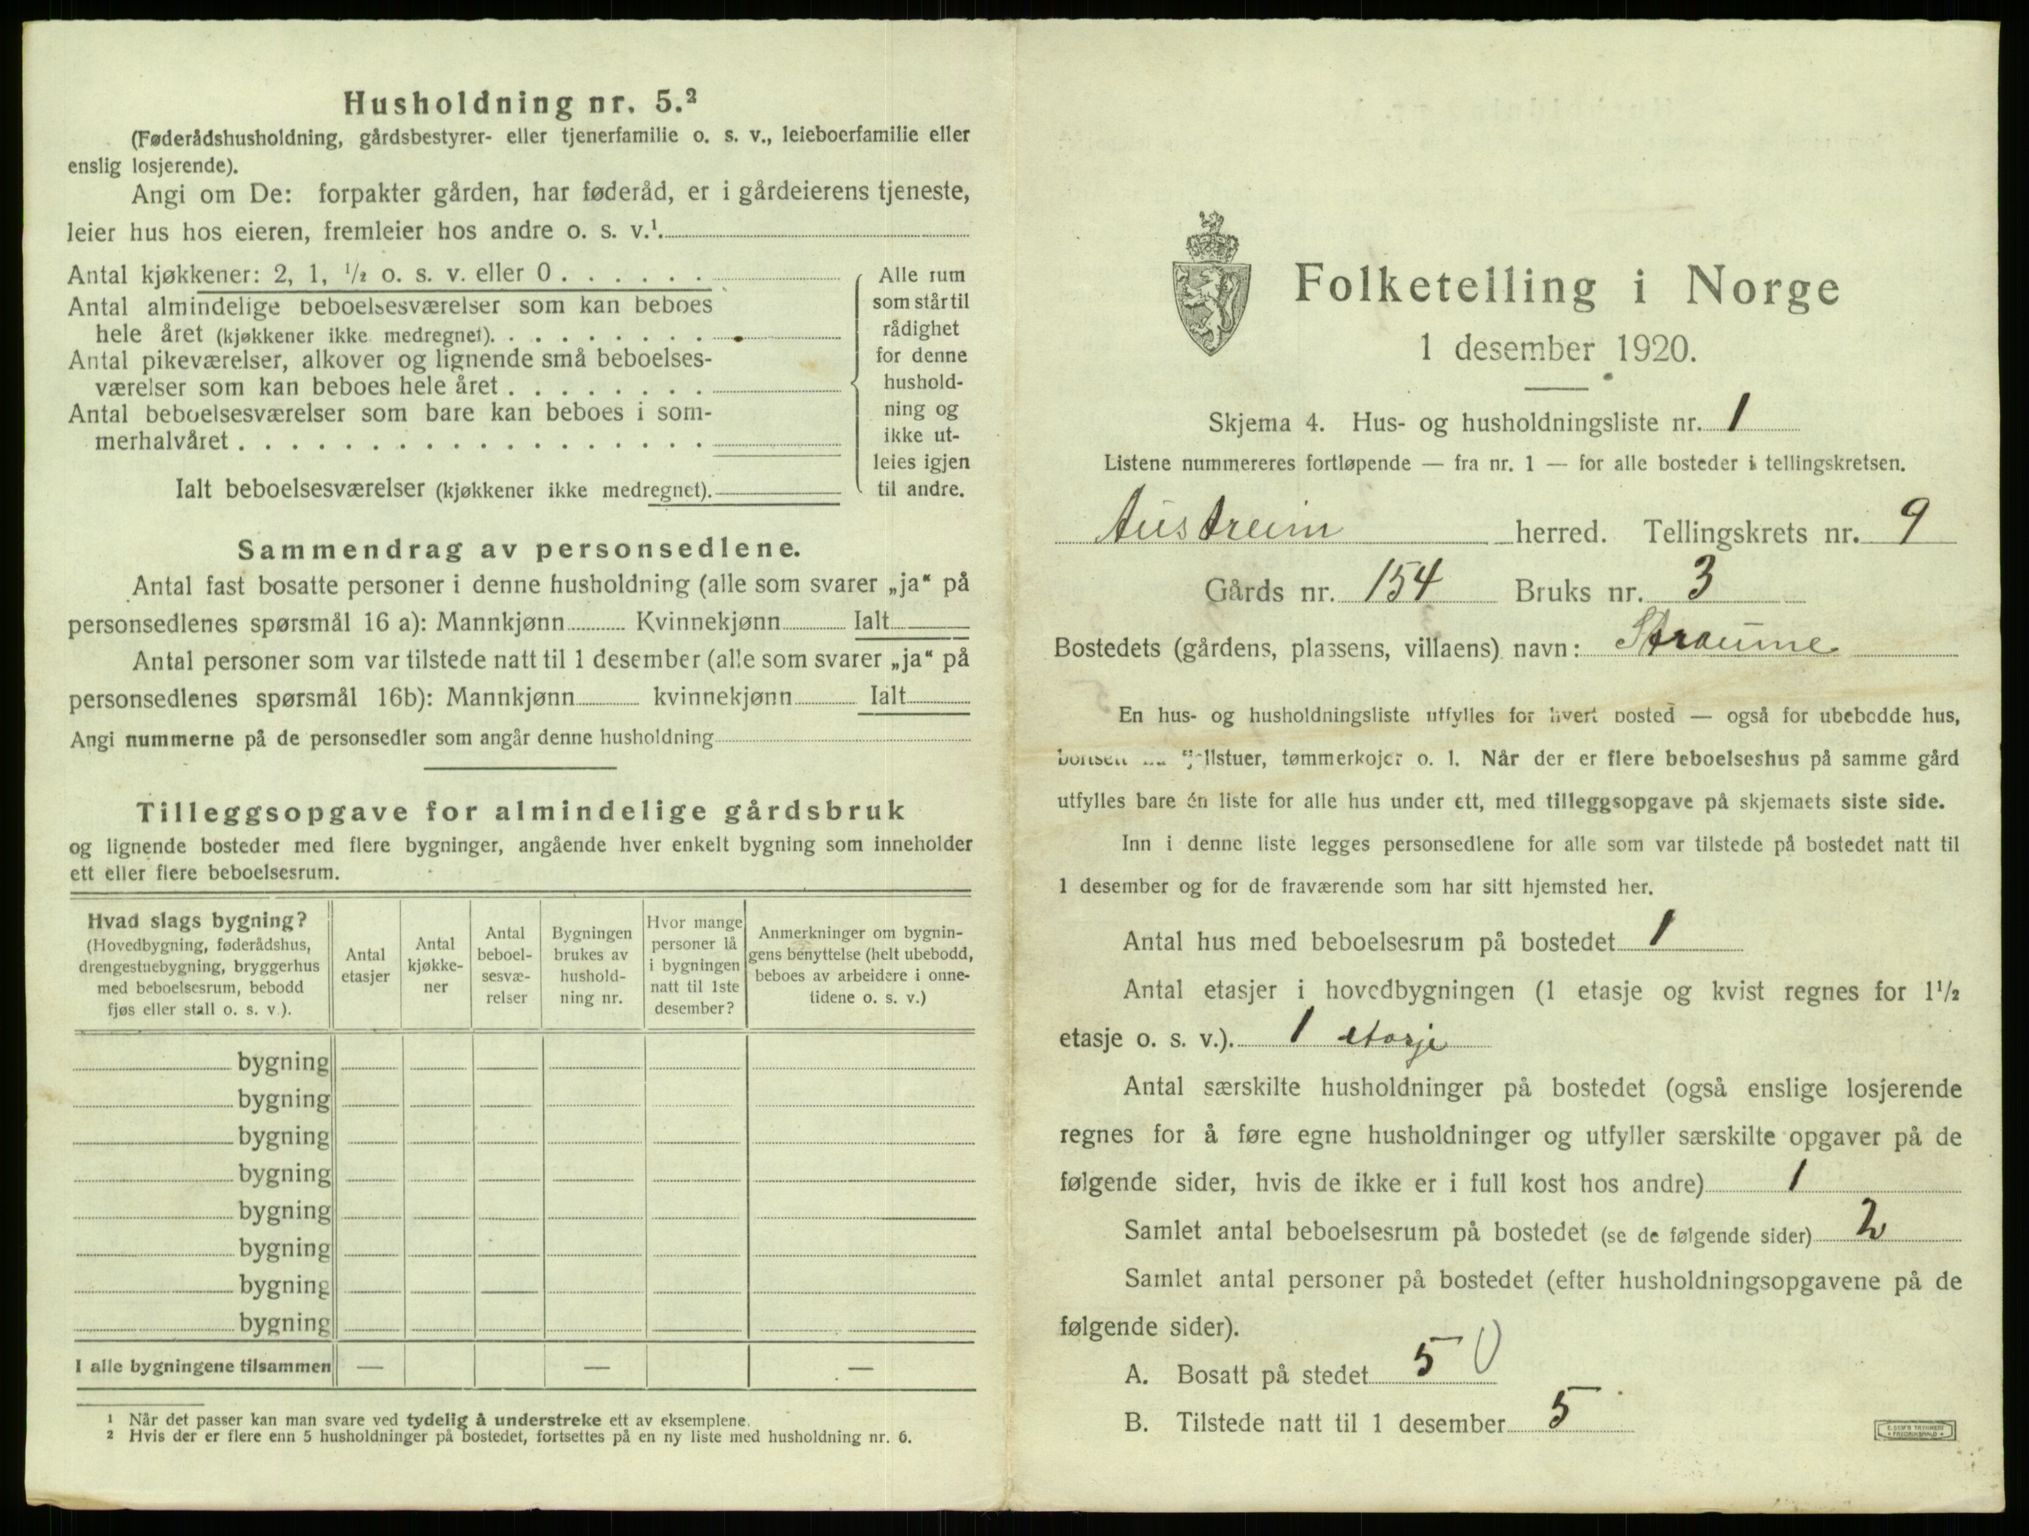 Husholdning nr. 5.²
(Føderådshusholdning, gårdsbestyrer- eller tjenerfamilie o. s. v., leieboerfamilie eller
enslig losjerende).
Angi om De: forpakter gården, har føderåd, er i gårdeierens tjeneste,
leier hus hos eieren, fremleier hos andre o. s. v.¹.
Antal kjøkkener: 2, 1, ½ o. s. v. eller 0 . . . . . .
Antal almindelige beboelsesværelser som kan beboes
hele året (kjøkkener ikke medregnet). . . . . . . . .
Antal pikeværelser, alkover og lignende små beboelses-
værelser som kan beboes hele året . . . . . . . .
Antal beboelsesværelser som bare kan beboes i som-
merhalvåret . . . . . . . . . . . . . . . . . .
Ialt beboelsesværelser (kjøkkener ikke medregnet).
Alle rum
som står til
rådighet
for denne
hushold-
ning og
ikke ut-
leies igjen
til andre.
Sammendrag av personsedlene.
Antal fast bosatte personer i denne husholdning (alle som svarer „ja“ på
personsedlenes spørsmål 16 a): Mannkjønn Kvinnekjønn Ialt
Antal personer som var tilstede natt til 1 desember (alle som svarer „ja“ på
personsedlenes spørsmål 16b): Mannkjønn kvinnekjønn Ialt
Angi nummerne på de personsedler som angår denne husholdning
Tilleggsopgave for almindelige gårdsbruk
og lignende bosteder med flere bygninger, angående hver enkelt bygning som inneholder
ett eller flere beboelsesrum.
Hvad slags bygning?
(Hovedbygning, føderådshus,
drengestuebygning, bryggerhus
med beboelsesrum, bebodd
fjøs eller stall o. s. v.).
Antal
etasjer
Antal
kjøkke-
ner
Antal
beboel-
sesvæ-
relser
Bygningen
brukes av
hushold-
ning nr.
Hvor mange
personer lå
i bygningen
natt til 1ste
desember?
Anmerkninger om bygnin-
gens benyttelse (helt ubebodd,
beboes av arbeidere i onne-
tidene o. s. v.)
bygning
bygning
bygning
bygning
bygning
bygning
bygning
bygning
I alle bygningene tilsammen — — —
¹ Når det passer kan man svare ved tydelig å understreke ett av eksemplene.
² Hvis der er flere enn 5 husholdninger på bostedet, fortsettes på en ny liste med husholdning nr. 6.
Folketelling i Norge
1 desember 1920.
Skjema 4. Hus- og husholdningsliste nr. 1
Listene nummereres fortløpende — fra nr. 1 — for alle bosteder i tellingskretsen.
Austreim herred. Tellingskrets nr. 9
Gårds nr. 154 Bruks nr. 3
Bostedets (gårdens, plassens, villaens) navn: Straume
En hus- og husholdningsliste utfylles for hvert bosted — også for ubebodde hus,
bortsett fra fjellstuer, tømmerkojer o. l. Når der er flere beboelseshus på samme gård
utfylles bare én liste for alle hus under ett, med tilleggsopgave på skjemaets siste side.
Inn i denne liste legges personsedlene for alle som var tilstede på bostedet natt til
1 desember og for de fraværende som har sitt hjemsted her.
Antal hus med beboelsesrum på bostedet 1
Antal etasjer i hovedbygningen (1 etasje og kvist regnes for 1½
etasje o. s. v.). 1 etasje
Antal særskilte husholdninger på bostedet (også enslige losjerende
regnes for å føre egne husholdninger og utfyller særskilte opgaver på de
følgende sider, hvis de ikke er i full kost hos andre) 1
Samlet antal beboelsesrum på bostedet (se de følgende sider) 2
Samlet antal personer på bostedet (efter husholdningsopgavene på de
følgende sider).
A. Bosatt på stedet 5
B. Tilstede natt til 1 desember 5